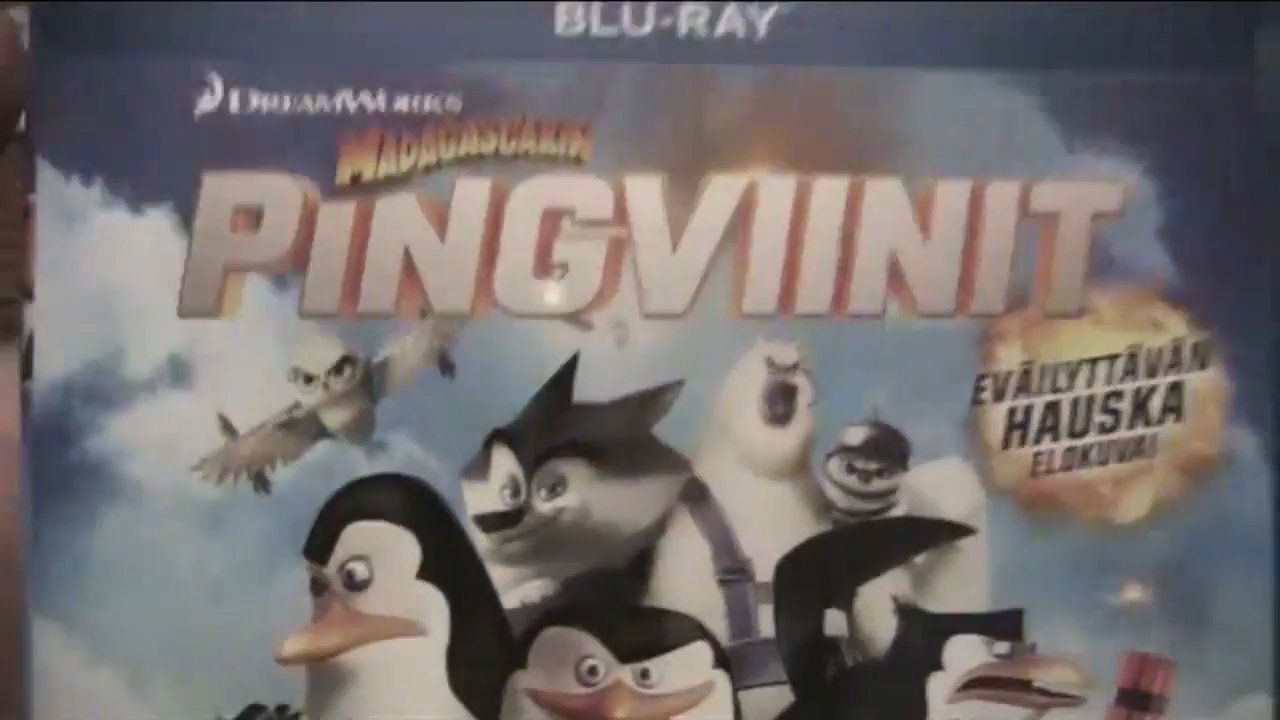 BLU-RAY
DREAMWORKS
MADAGASCARIN
PINGVIINIT
EVÄILYTTÄVÄN
HAUSKA
ELOKUVA!